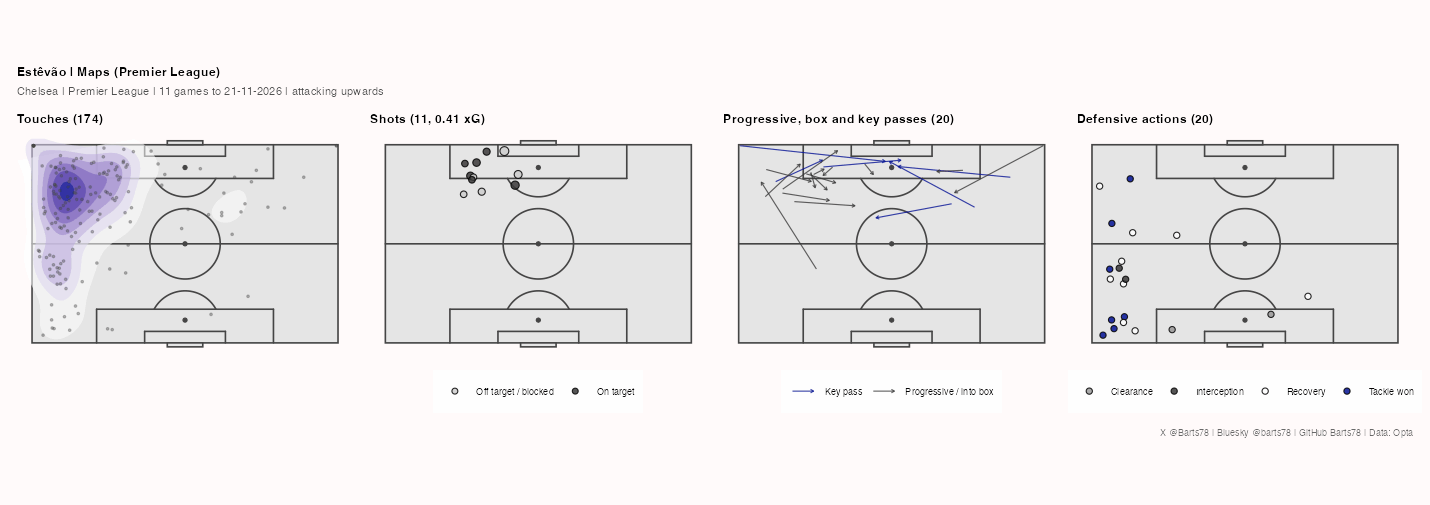 Estêvão | Maps (Premier League)
Chelsea | Premier League | 11 games to 21-11-2026 | attacking upwards
Touches (174)
Shots (11, 0.41 xG)
Progressive, box and key passes (20)
Defensive actions (20)
Off target / blocked
On target
Key pass
Progressive / into box
Clearance
Interception
Recovery
Tackle won
X @Barts78 | Bluesky @barts78 | GitHub Barts78 | Data: Opta